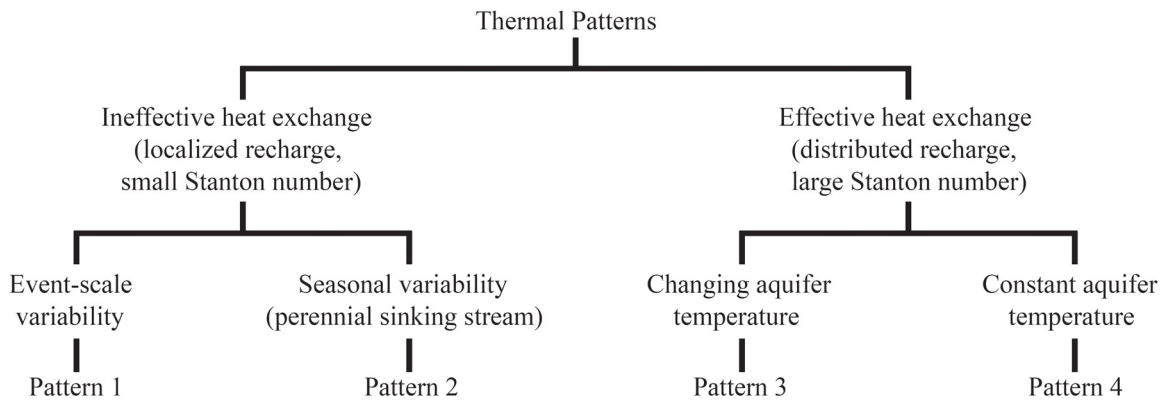 Thermal Patterns
Ineffective heat exchange
(localized recharge,
small Stanton number)
Effective heat exchange
(distributed recharge,
large Stanton number)
Event-scale
variability
Seasonal variability
(perennial sinking stream)
Changing aquifer
temperature
Constant aquifer
temperature
Pattern 1
Pattern 2
Pattern 3
Pattern 4